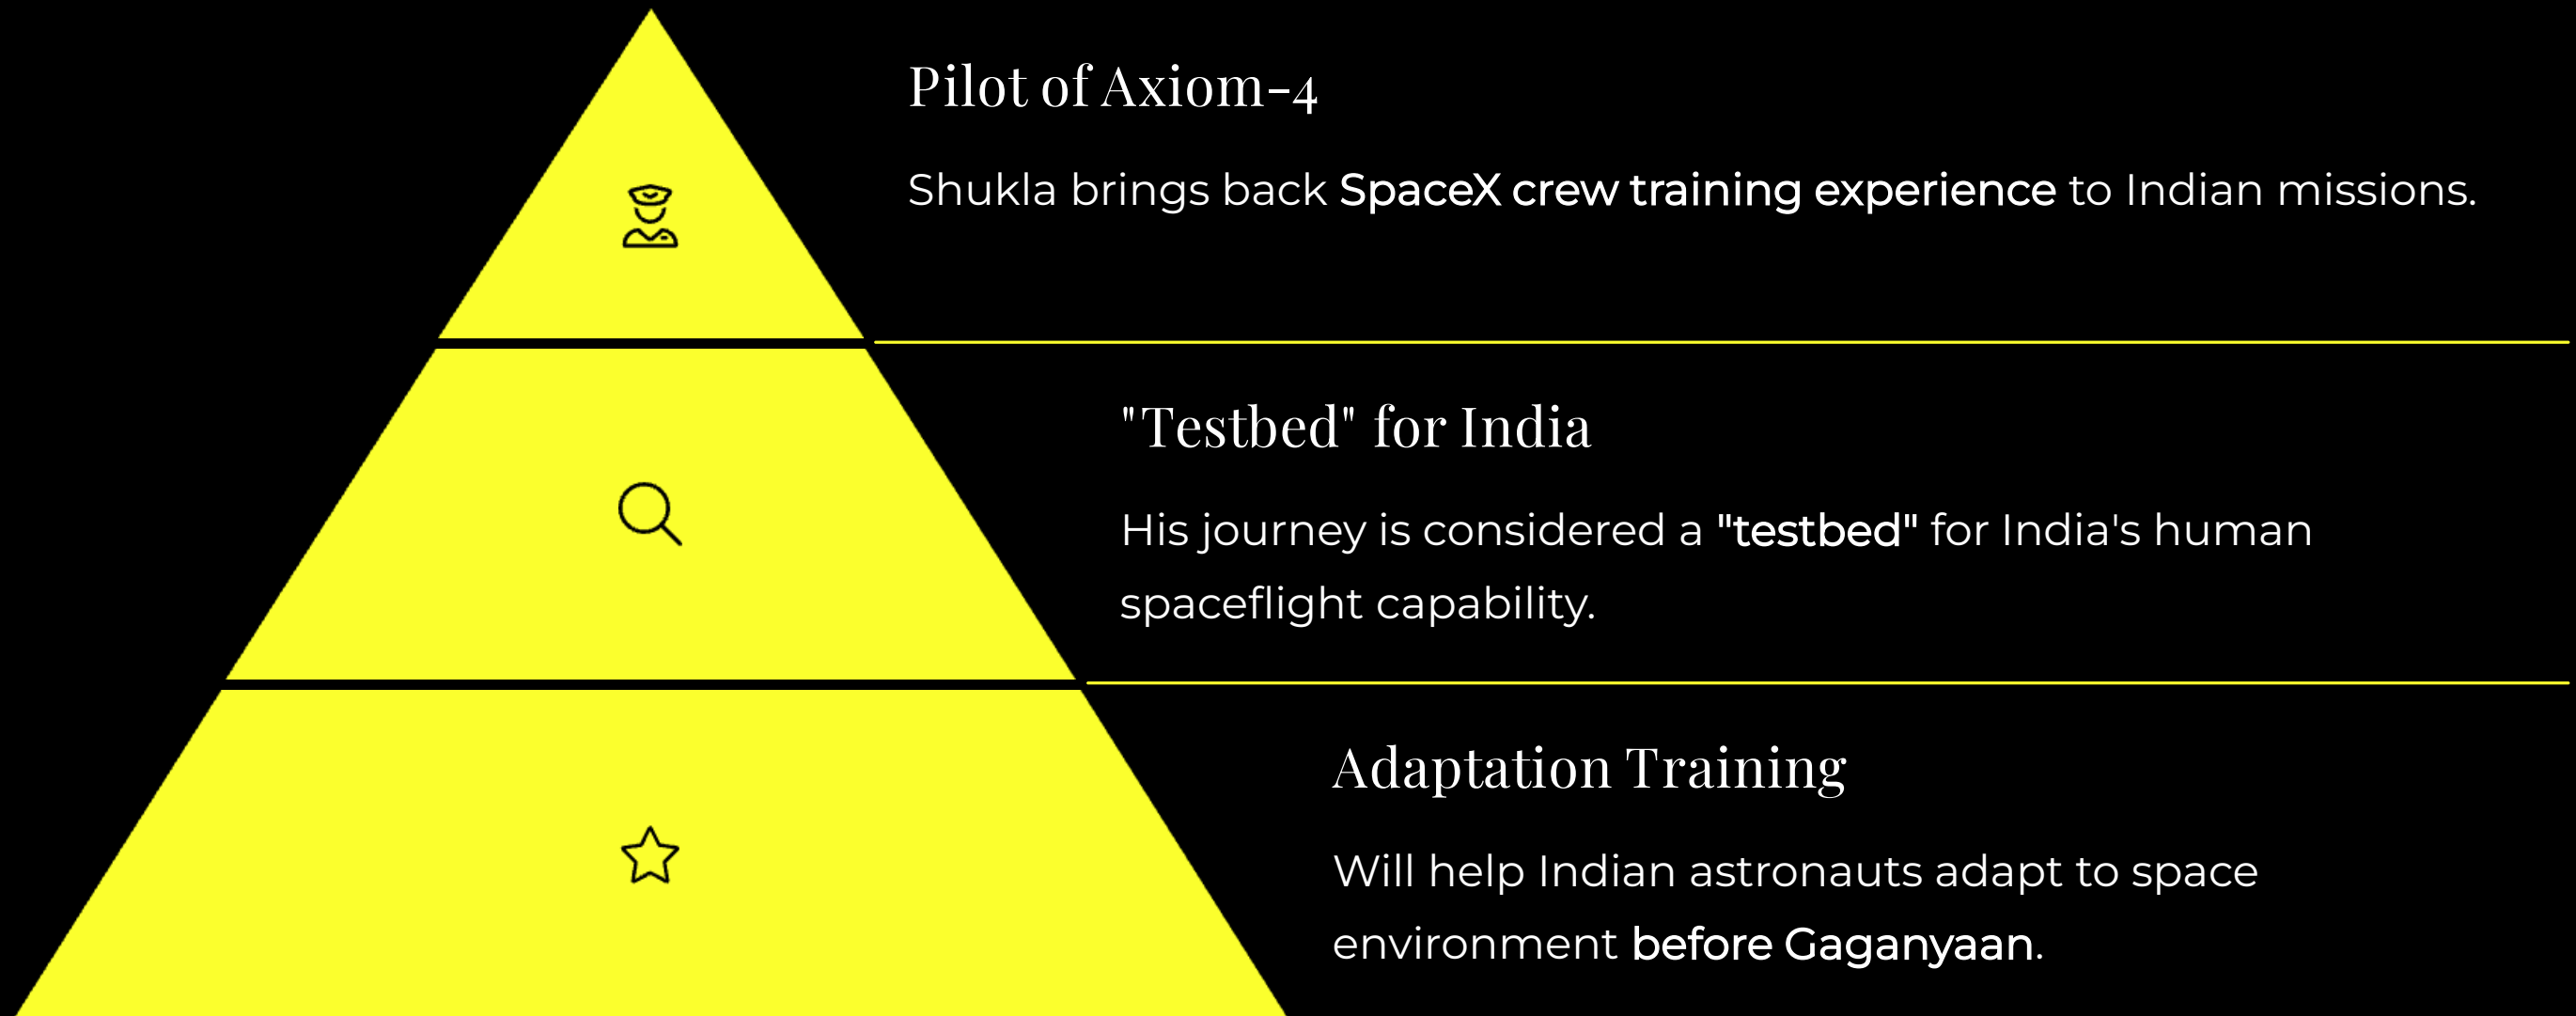 Pilot of Axiom-4
Shukla brings back SpaceX crew training experience to Indian missions.
"Testbed" for India
His journey is considered a "testbed" for India's human
spaceflight capability.
Adaptation Training
Will help Indian astronauts adapt to space
environment before Gaganyaan.